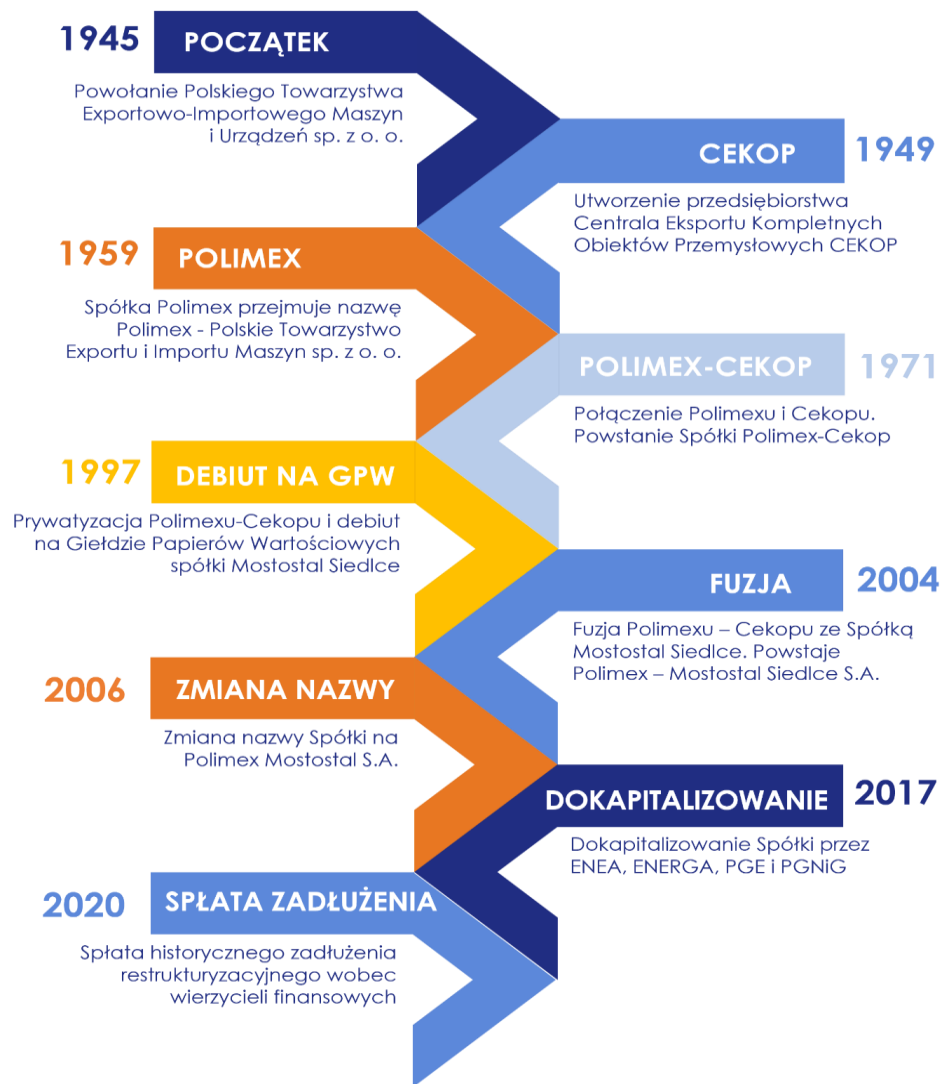 1945 POCZĄTEK
Powołanie Polskiego Towarzystwa
Exportowo-Importowego Maszyn
i Urządzeń sp. z o. o.
CEKOP 1949
Utworzenie przedsiębiorstwa
Centrala Eksportu Kompletnych
Obiektów Przemysłowych CEKOP
1959 POLIMEX
Spółka Polimex przejmuje nazwę
Polimex - Polskie Towarzystwo
Exportu i Importu Maszyn sp. z o. o.
POLIMEX-CEKOP 1971
Połączenie Polimexu i Cekopu.
Powstanie Spółki Polimex-Cekop
1997 DEBIUT NA GPW
Prywatyzacja Polimexu-Cekopu i debiut
na Giełdzie Papierów Wartościowych
spółki Mostostal Siedlce
FUZJA 2004
Fuzja Polimexu – Cekopu ze Spółką
Mostostal Siedlce. Powstaje
Polimex – Mostostal Siedlce S.A.
2006 ZMIANA NAZWY
Zmiana nazwy Spółki na
Polimex Mostostal S.A.
DOKAPITALIZOWANIE 2017
Dokapitalizowanie Spółki przez
ENEA, ENERGA, PGE i PGNiG
2020 SPŁATA ZADŁUŻENIA
Spłata historycznego zadłużenia
restrukturyzacyjnego wobec
wierzycieli finansowych